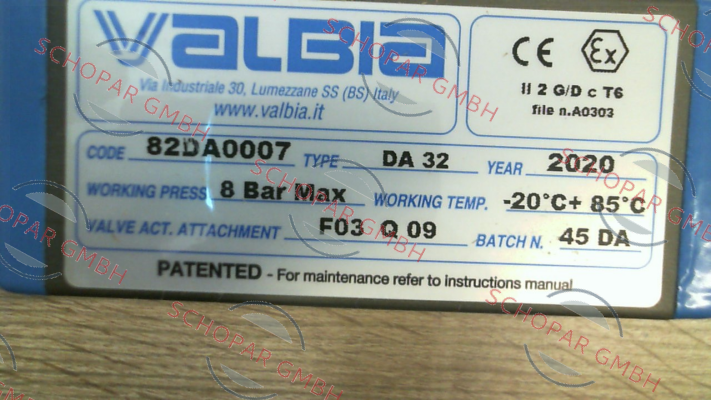 VALBIA
Via Industriale 30, Lumezzane SS (BS) Italy
www.valbia.it
CE Ex
II 2 G/D c T6
file n.A0303
CODE 82DA0007 TYPE DA 32 YEAR 2020
WORKING PRESS. 8 Bar Max WORKING TEMP. -20°C+ 85°C
VALVE ACT. ATTACHMENT F03 Q 09 BATCH N. 45 DA
PATENTED - For maintenance refer to instructions manual
SCHOPAR GMBH
SCHOPAR GMBH
SCHOPAR GMBH
SCHOPAR GMBH
SCHOPAR GMBH
SCHOPAR GMBH
SCHOPAR GMBH
SCHOPAR GMBH